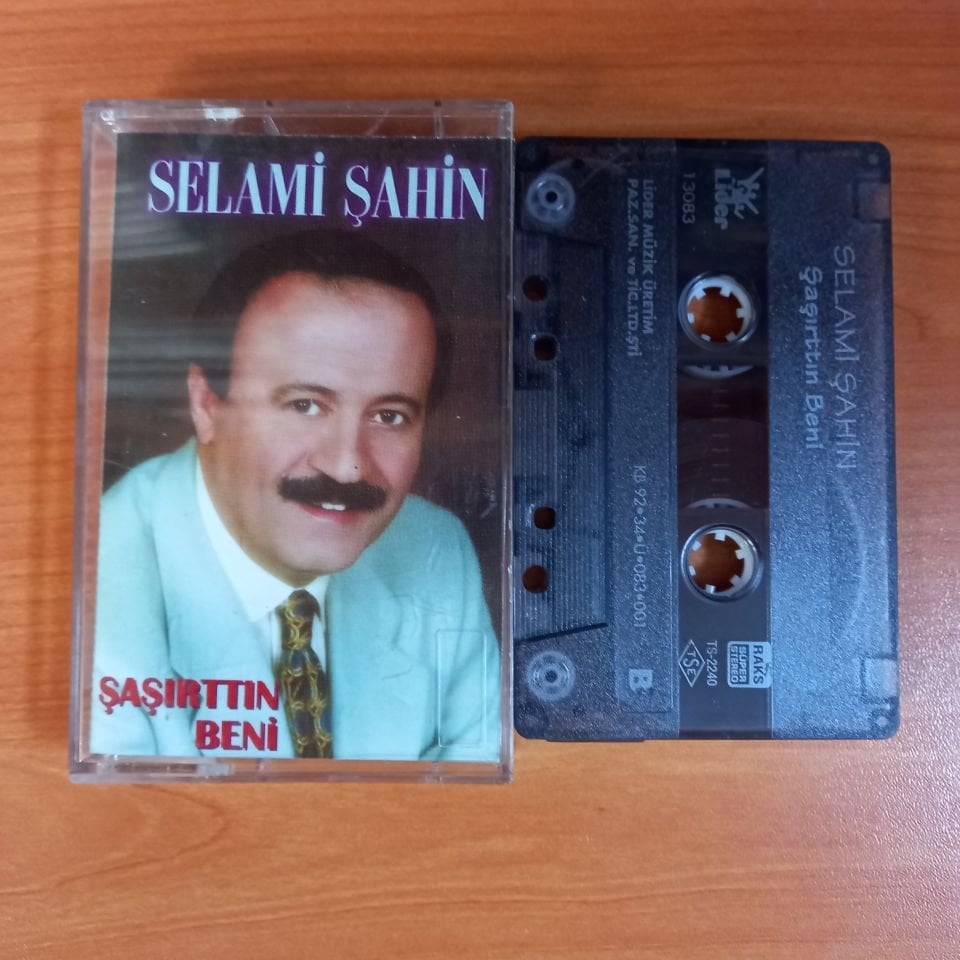 SELAMİ ŞAHİN
ŞAŞIRTTIN
BENİ
SELAMİ ŞAHİN
Şaşırttın Beni
Lider
13083
LİDER MÜZİK ÜRETİM
PAZ.SAN. ve TİC.LTD.ŞTİ
KB 92•34•Ü•083•001
B
RAKS
SUPER
STEREO
TS-2240
TSE